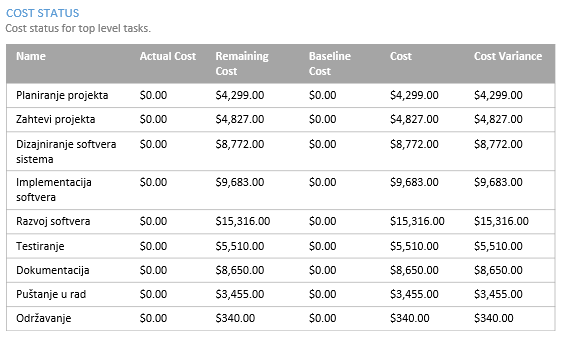 COST STATUS
Cost status for top level tasks.
Name Actual Cost Remaining Cost Baseline Cost Cost Cost Variance
Planiranje projekta $0.00 $4,299.00 $0.00 $4,299.00 $4,299.00
Zahtevi projekta $0.00 $4,827.00 $0.00 $4,827.00 $4,827.00
Dizajniranje softvera sistema $0.00 $8,772.00 $0.00 $8,772.00 $8,772.00
Implementacija softvera $0.00 $9,683.00 $0.00 $9,683.00 $9,683.00
Razvoj softvera $0.00 $15,316.00 $0.00 $15,316.00 $15,316.00
Testiranje $0.00 $5,510.00 $0.00 $5,510.00 $5,510.00
Dokumentacija $0.00 $8,650.00 $0.00 $8,650.00 $8,650.00
Puštanje u rad $0.00 $3,455.00 $0.00 $3,455.00 $3,455.00
Održavanje $0.00 $340.00 $0.00 $340.00 $340.00